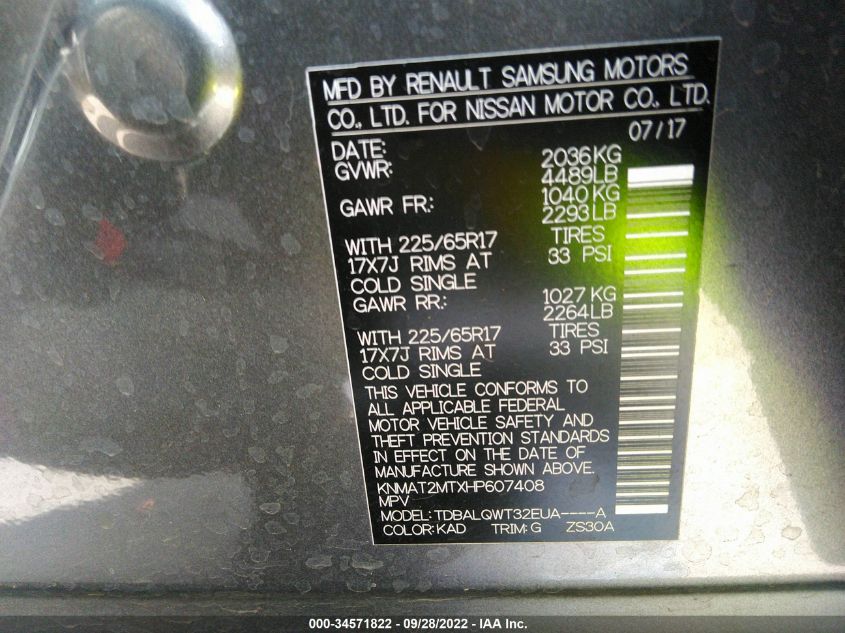 MFD BY RENAULT SAMSUNG MOTORS
CO., LTD. FOR NISSAN MOTOR CO., LTD.
07/17
DATE:
GVWR: 2036KG
4489LB
GAWR FR: 1040KG
2293LB
WITH 225/65R17 TIRES
17X7J RIMS AT 33 PSI
COLD SINGLE
GAWR RR: 1027KG
2264LB
WITH 225/65R17 TIRES
17X7J RIMS AT 33 PSI
COLD SINGLE
THIS VEHICLE CONFORMS TO
ALL APPLICABLE FEDERAL
MOTOR VEHICLE SAFETY AND
THEFT PREVENTION STANDARDS
IN EFFECT ON THE DATE OF
MANUFACTURE SHOWN ABOVE.
KNMAT2MTXHP607408
MPV
MODEL: TDBALQWT32EUA----A
COLOR: KAD TRIM: G ZS30A
000-34571822 - 09/28/2022 - IAA Inc.